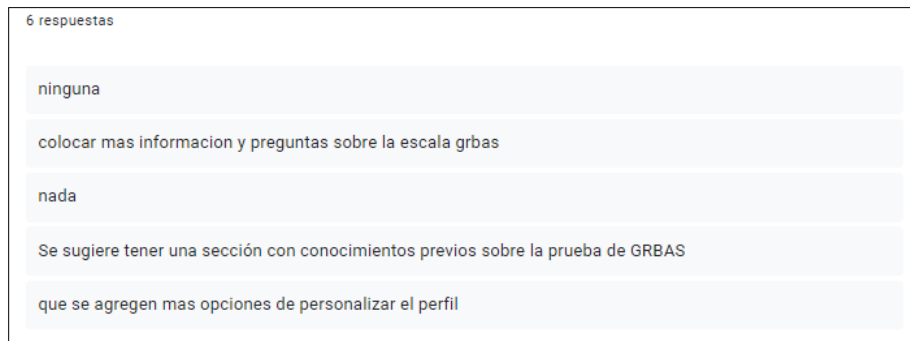 6 respuestas
ninguna
colocar mas informacion y preguntas sobre la escala grbas
nada
Se sugiere tener una sección con conocimientos previos sobre la prueba de GRBAS
que se agregen mas opciones de personalizar el perfil